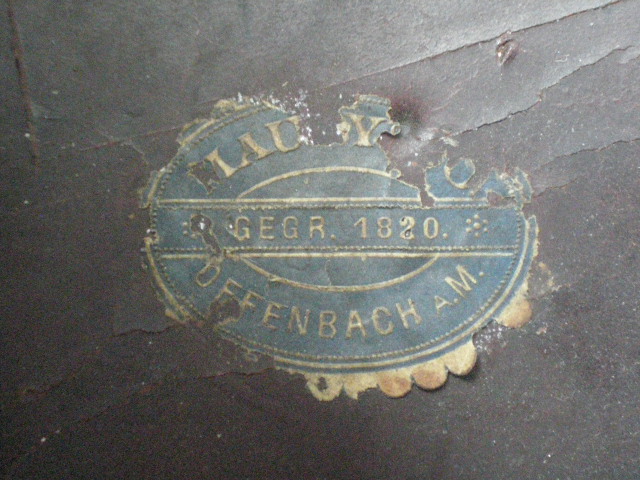 GEGR. 1820.
OFFENBACH A.M.